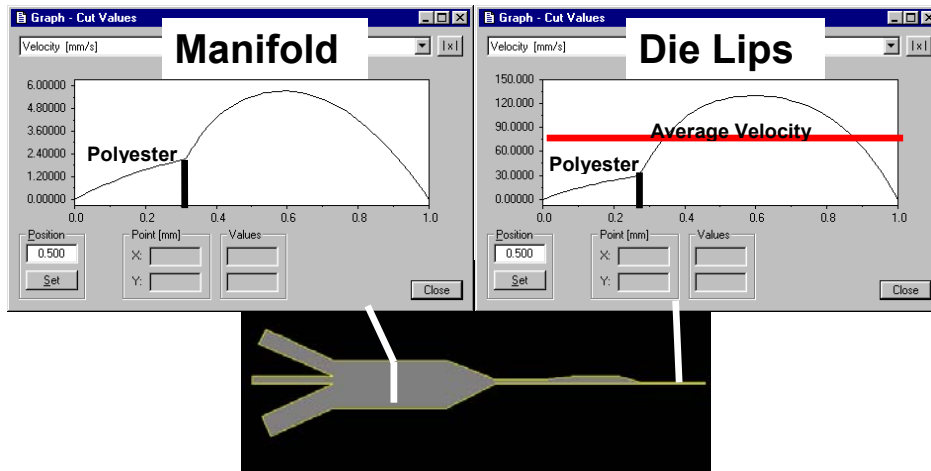 Graph - Cut Values
Velocity [mm/s]
Manifold
|x|
6.00000
4.80000
3.60000
2.40000
1.20000
0.00000
Polyester
0.0 0.2 0.4 0.6 0.8 1.0
Position Point [mm] Values
0.500 X:
Set Y:
Close
Graph - Cut Values
Velocity [mm/s]
Die Lips
|x|
150.000
120.000
90.0000
60.0000
30.0000
0.00000
Average Velocity
Polyester
0.0 0.2 0.4 0.6 0.8 1.0
Position Point [mm] Values
0.500 X:
Set Y:
Close